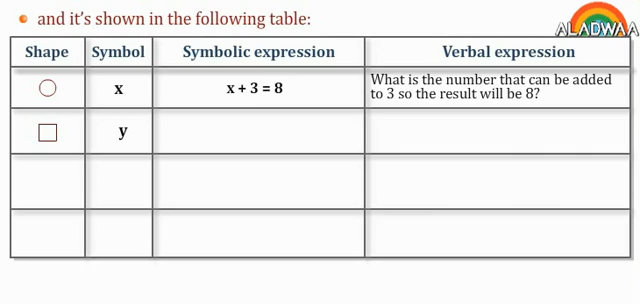 and it's shown in the following table:
ALADWAA
Shape Symbol Symbolic expression Verbal expression
x x + 3 = 8 What is the number that can be added
to 3 so the result will be 8?
y